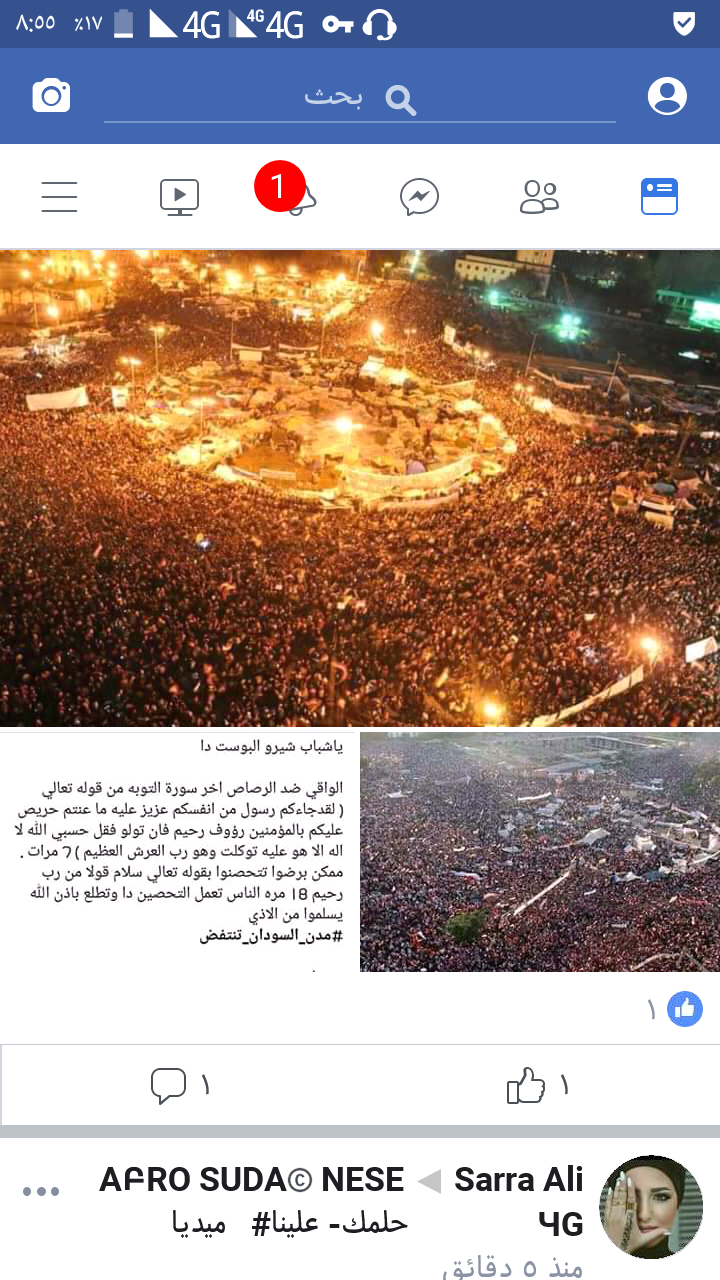 ٨:٥٥ ٪١٧ 4G 4G 4G
بحث
1
ياشباب شيرو البوست دا
الواقي ضد الرصاص اخر سورة التوبه من قوله تعالي
( لقدجاءكم رسول من انفسكم عزيز عليه ما عنتم حريص
عليكم بالمؤمنين رؤوف رحيم فان تولو فقل حسبي الله لا
اله الا هو عليه توكلت وهو رب العرش العظيم ) 7 مرات .
ممكن برضوا تتحصنوا بقوله تعالي سلام قولا من رب
رحيم 18 مره الناس تعمل التحصين دا وتطلع باذن الله
يسلموا من الاذي
#مدن_السودان_تنتفض
.
١
١ ١
Sarra Ali ◀ AՐRO SUDA© NESE
ЧG حلمك- علينا# ميديا
منذ ٥ دقائق